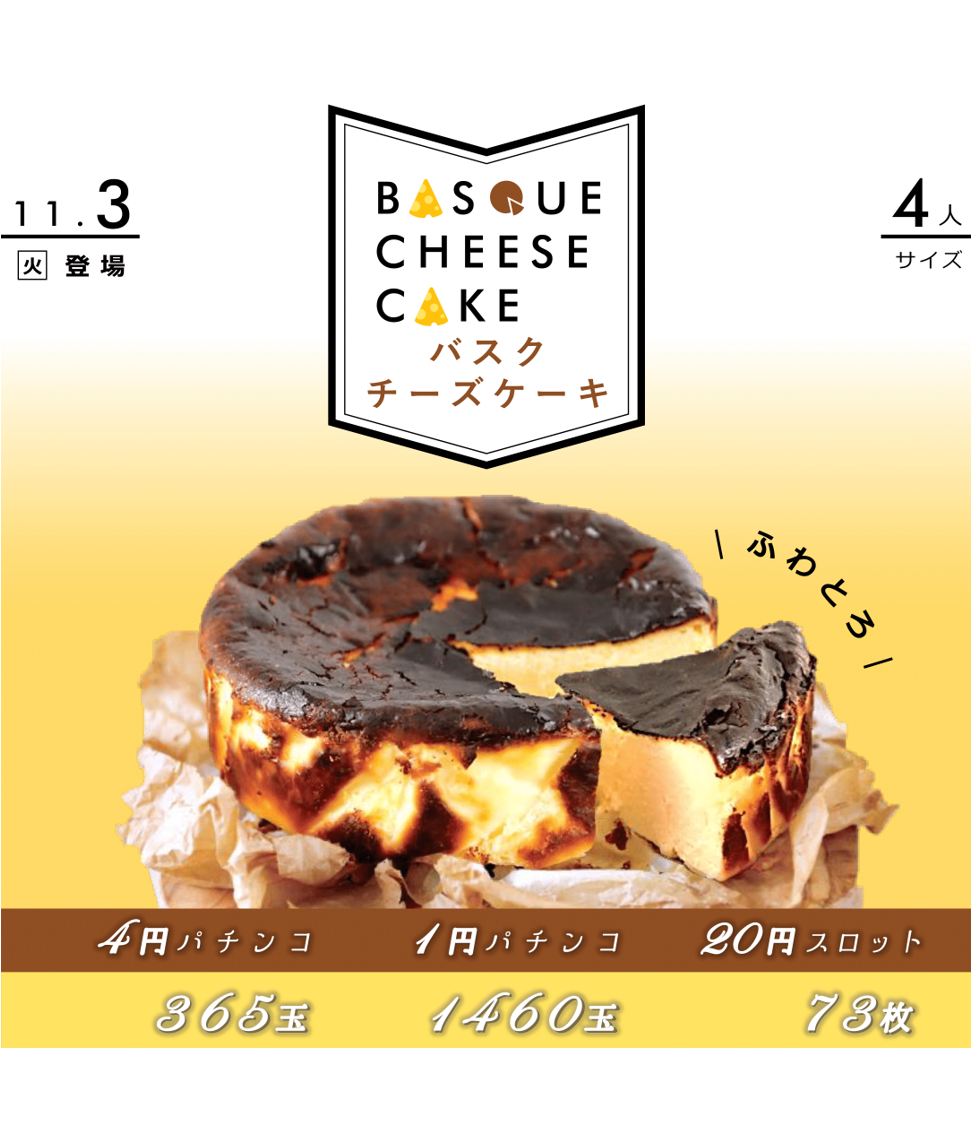 11.3
火 登場
BASQUE
CHEESE
CAKE
バスク
チーズケーキ
4人
サイズ
\ ふわとろ /
4円パチンコ 1円パチンコ 20円スロット
365玉 1460玉 73枚